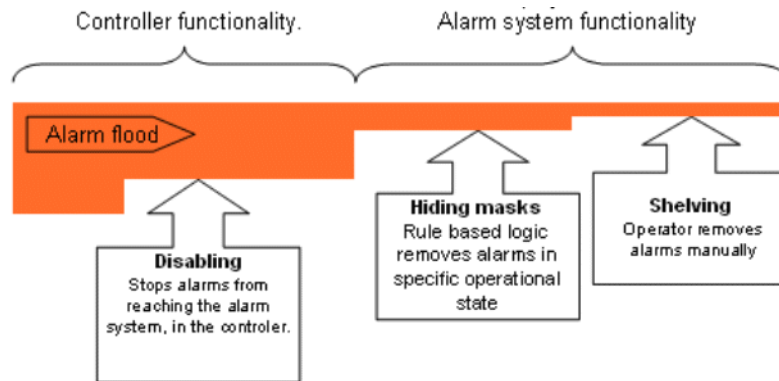 Controller functionality.
Alarm system functionality
Alarm flood
Disabling
Stops alarms from
reaching the alarm
system, in the controler.
Hiding masks
Rule based logic
removes alarms in
specific operational
state
Shelving
Operator removes
alarms manually